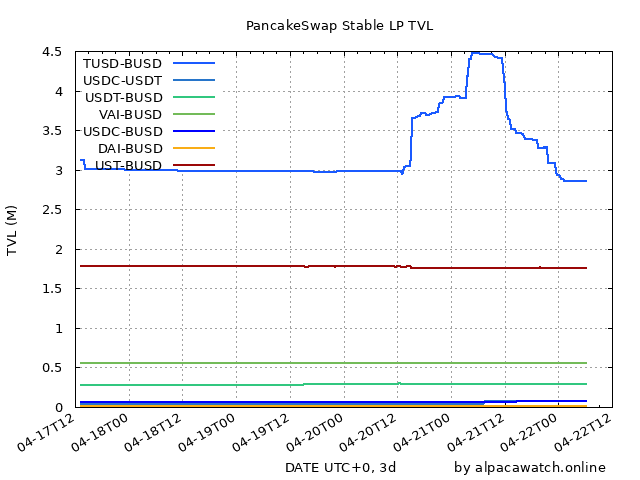 PancakeSwap Stable LP TVL
4.5
4
3.5
3
2.5
2
1.5
1
0.5
0
TVL (M)
TUSD-BUSD
USDC-USDT
USDT-BUSD
VAI-BUSD
USDC-BUSD
DAI-BUSD
UST-BUSD
04-17T12
04-18T00
04-18T12
04-19T00
04-19T12
04-20T00
04-20T12
04-21T00
04-21T12
04-22T00
04-22T12
DATE UTC+0, 3d
by alpacawatch.online